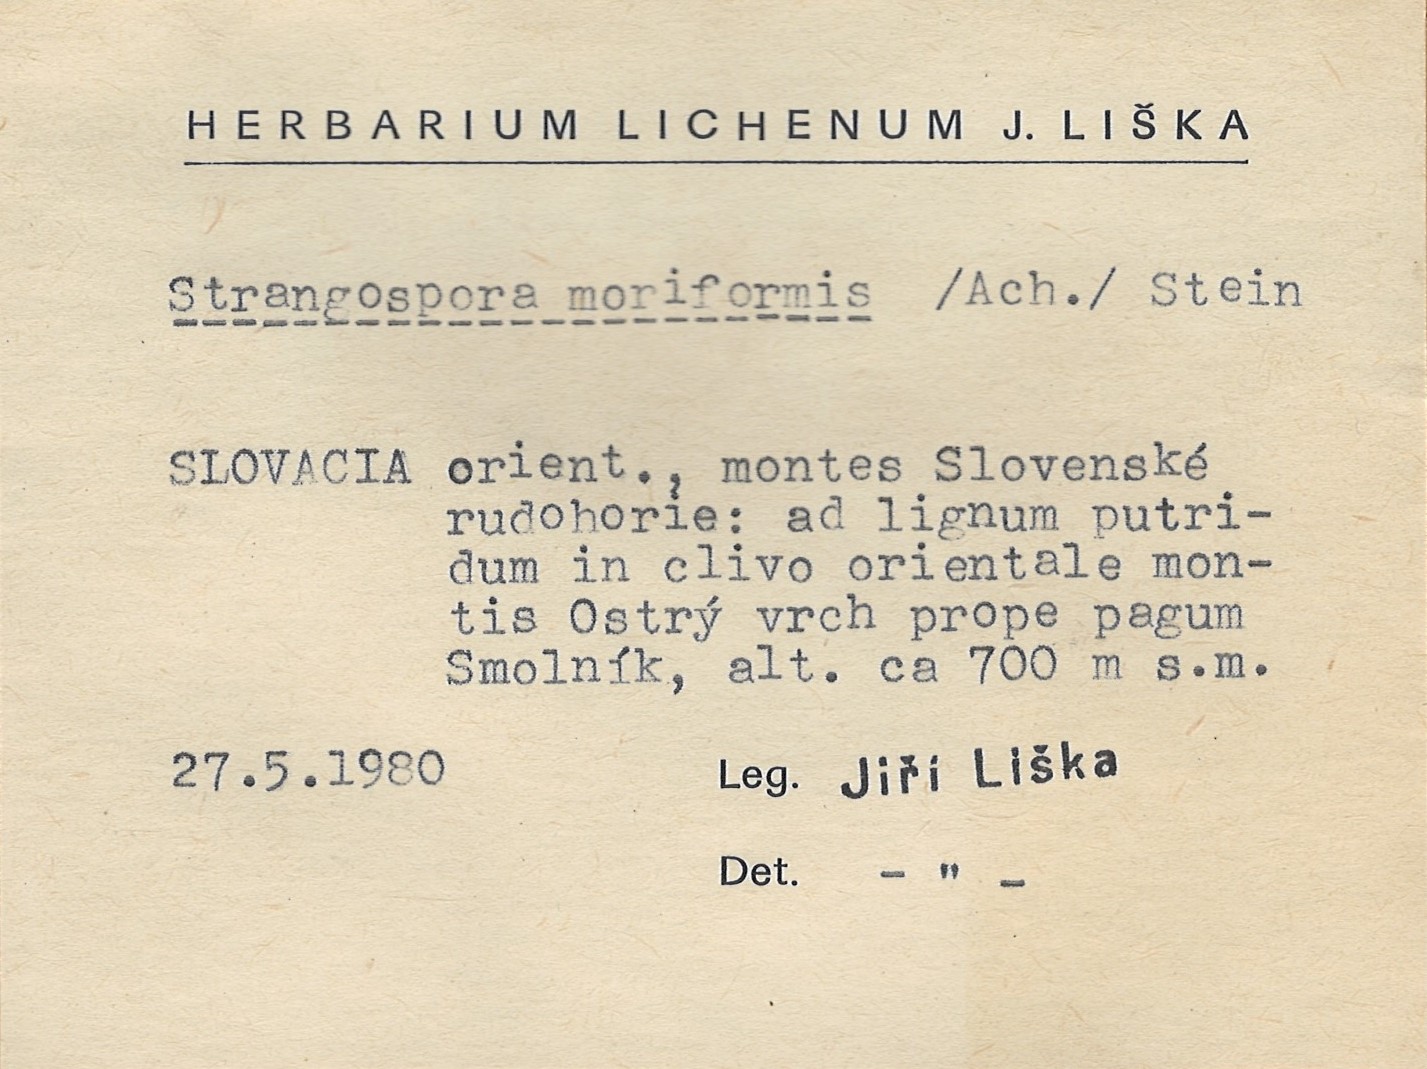 HERBARIUM LICHENUM J. LIŠKA
Strangospora moriformis /Ach./ Stein
SLOVACIA orient., montes Slovenské
rudohorie: ad lignum putri-
dum in clivo orientale mon-
tis Ostrý vrch prope pagum
Smolník, alt. ca 700 m s.m.
27.5.1980 Leg. Jiří Liška
Det. - " -